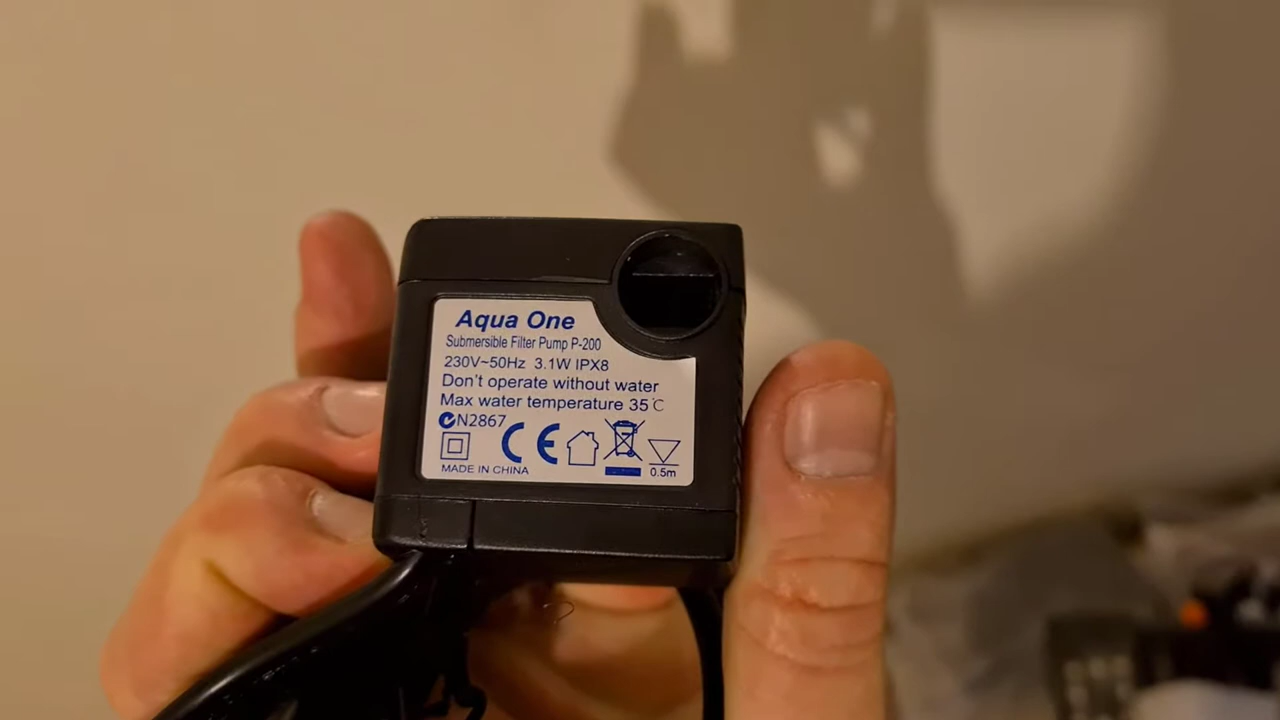 Aqua One
Submersible Filter Pump P-200
230V~50Hz 3.1W IPX8
Don't operate without water
Max water temperature 35℃
N2867
CE
MADE IN CHINA
0.5m